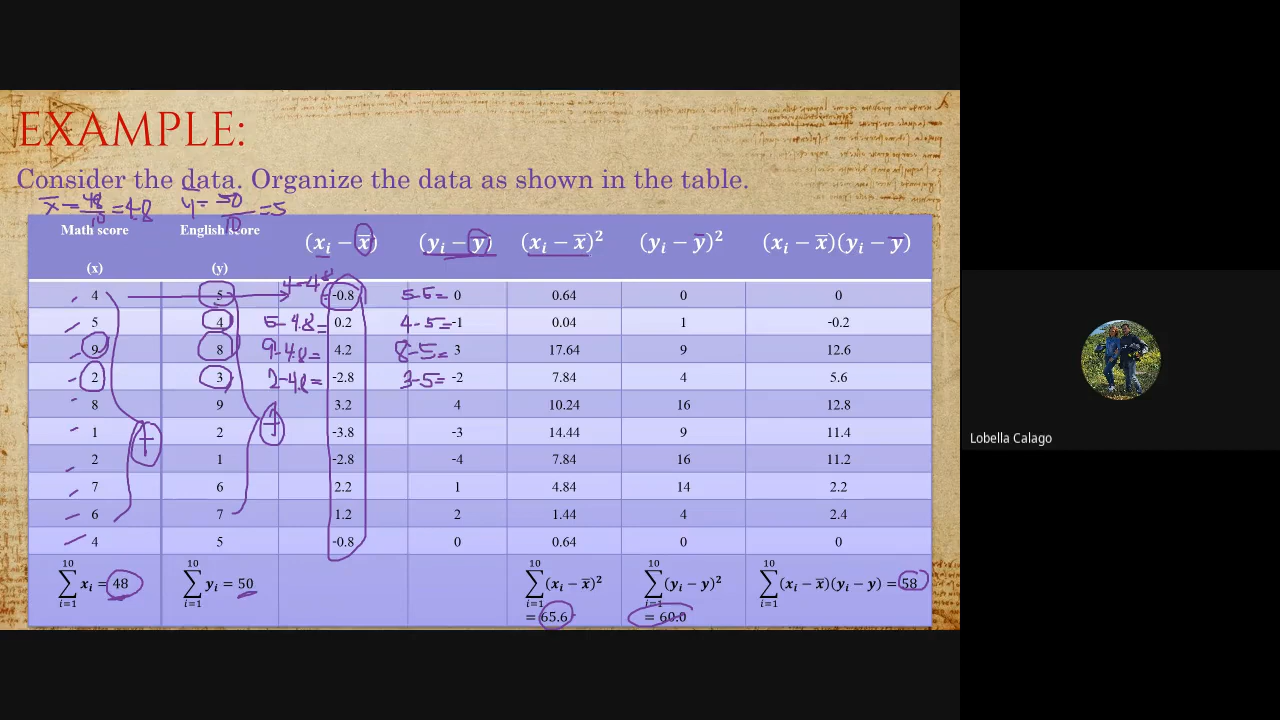 EXAMPLE:
Consider the data. Organize the data as shown in the table.
x̄ = 48/10 = 4.8 ȳ = 50/10 = 5
Math score (x) English score (y) (xᵢ − x̄) (yᵢ − ȳ) (xᵢ − x̄)² (yᵢ − ȳ)² (xᵢ − x̄)(yᵢ − ȳ)
4 5 4-4.8= -0.8 5-5= 0 0.64 0 0
5 4 5-4.8= 0.2 4-5= -1 0.04 1 -0.2
9 8 9-4.8= 4.2 8-5= 3 17.64 9 12.6
2 3 2-4.8= -2.8 3-5= -2 7.84 4 5.6
8 9 3.2 4 10.24 16 12.8
1 2 -3.8 -3 14.44 9 11.4
2 1 -2.8 -4 7.84 16 11.2
7 6 2.2 1 4.84 14 2.2
6 7 1.2 2 1.44 4 2.4
4 5 -0.8 0 0.64 0 0
+ +
10 ∑ i=1 xᵢ = 48 10 ∑ i=1 yᵢ = 50 10 ∑ i=1 (xᵢ − x̄)² = 65.6 10 ∑ i=1 (yᵢ − y)² = 60.0 10 ∑ i=1 (xᵢ − x̄)(yᵢ − y) = 58
Lobella Calago